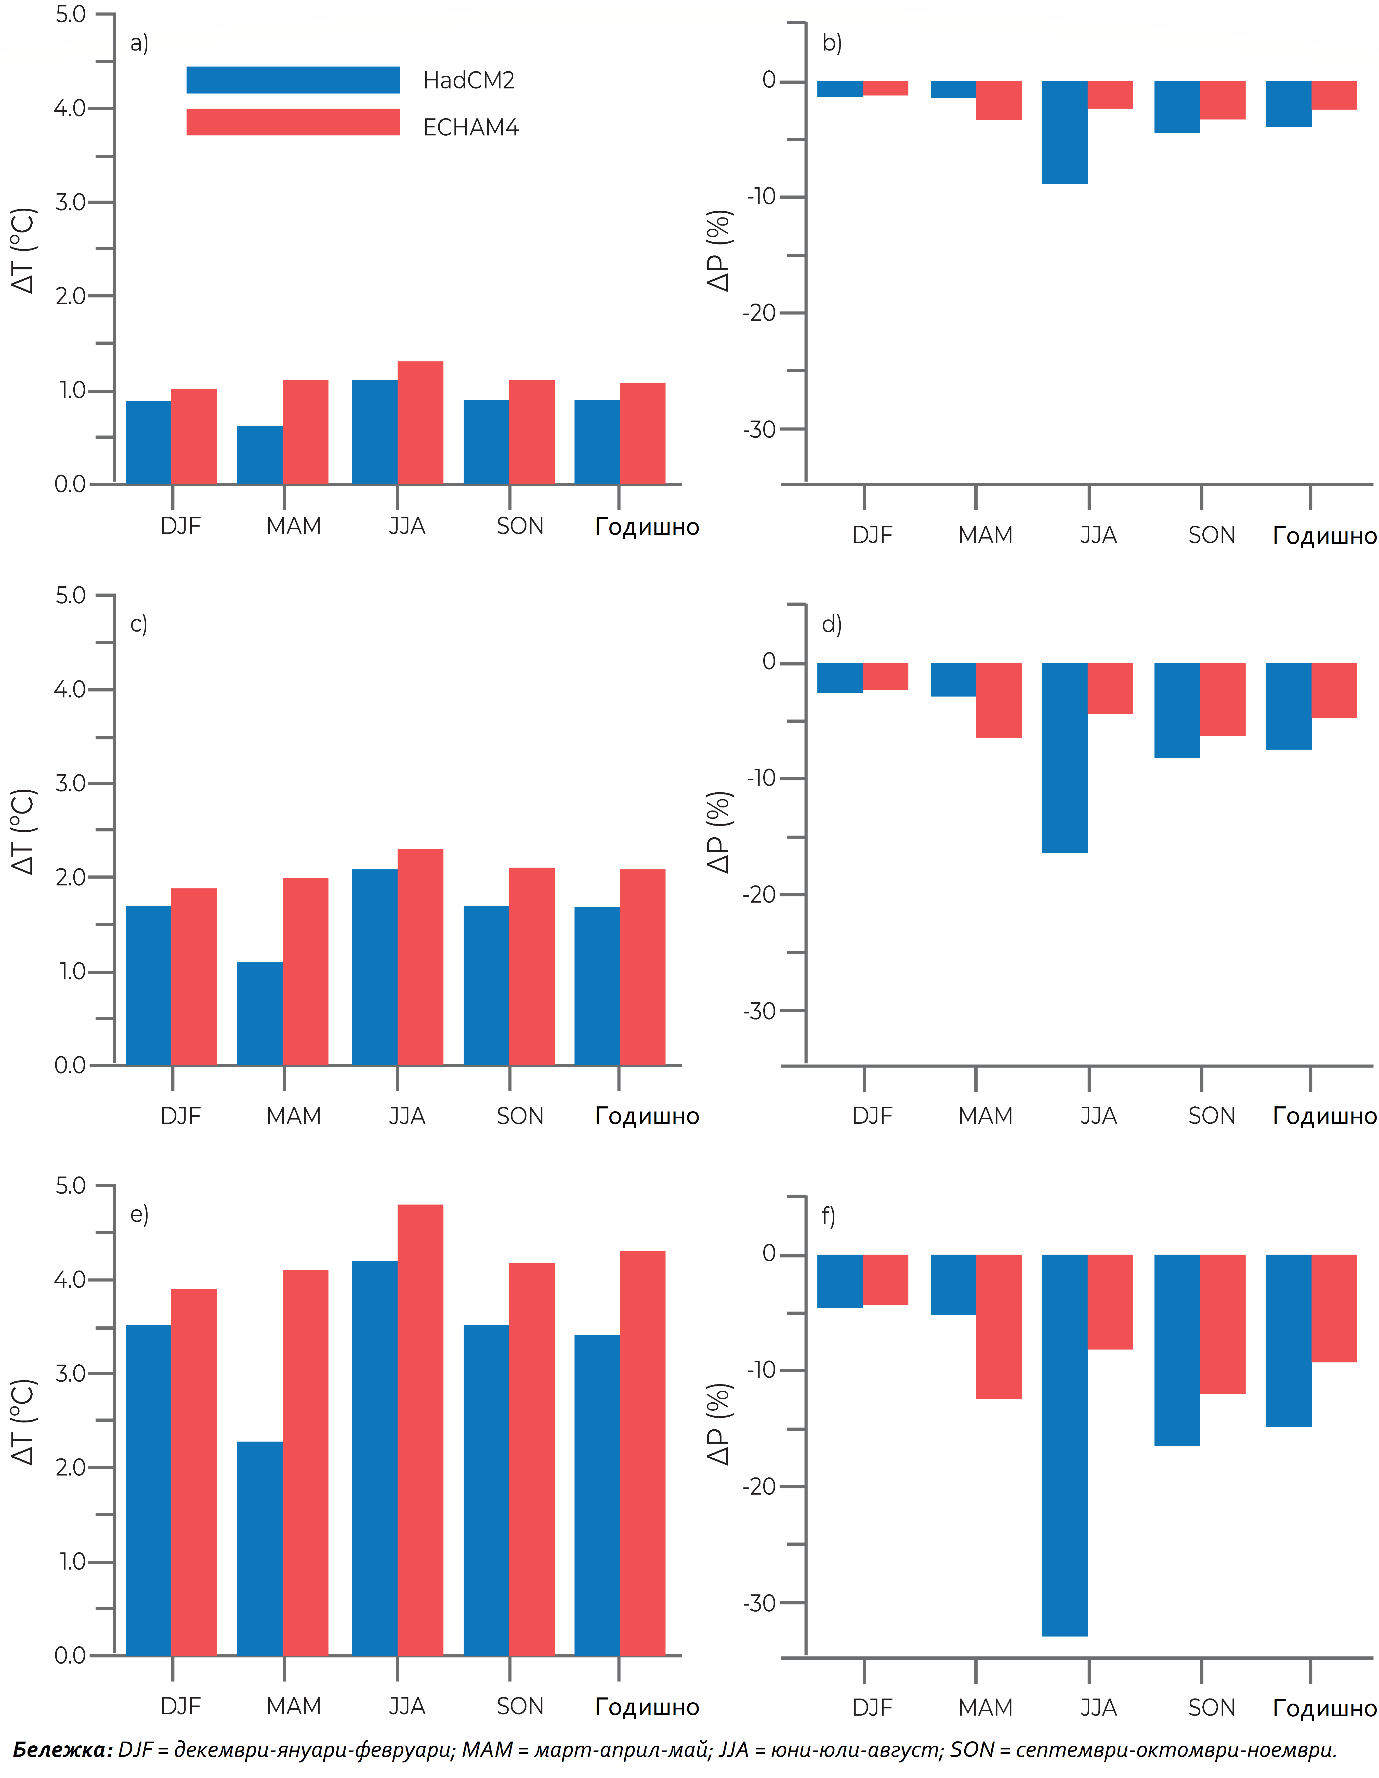 a)
HadCM2
ECHAM4
ΔT (°C)
5.0
4.0
3.0
2.0
1.0
0.0
DJF MAM JJA SON Годишно
b)
ΔP (%)
0
-10
-20
-30
DJF MAM JJA SON Годишно
c)
ΔT (°C)
5.0
4.0
3.0
2.0
1.0
0.0
DJF MAM JJA SON Годишно
d)
ΔP (%)
0
-10
-20
-30
DJF MAM JJA SON Годишно
e)
ΔT (°C)
5.0
4.0
3.0
2.0
1.0
0.0
DJF MAM JJA SON Годишно
f)
ΔP (%)
0
-10
-20
-30
DJF MAM JJA SON Годишно
Бележка: DJF = декември-януари-февруари; MAM = март-април-май; JJA = юни-юли-август; SON = септември-октомври-ноември.